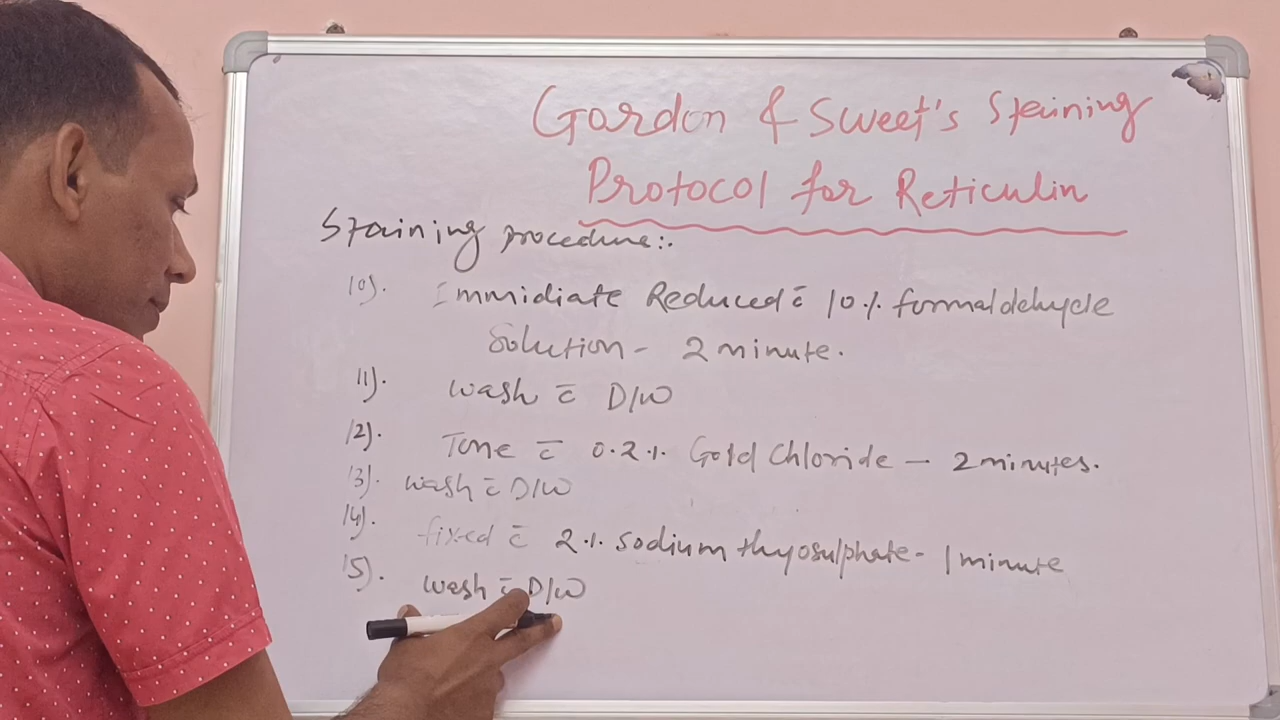 Gordon & Sweet's Staining
Protocol for Reticulin
Staining procedure:.
10). Immidiate Reduced c̄ 10% formaldehycle
Solution - 2 minute.
11). wash c̄ D/W
12). Tone c̄ 0.2% Gold Chloride - 2 minutes.
13). wash c̄ D/W
14). fixed c̄ 2% sodium thyosulphate - 1 minute
15). wash c̄ D/W